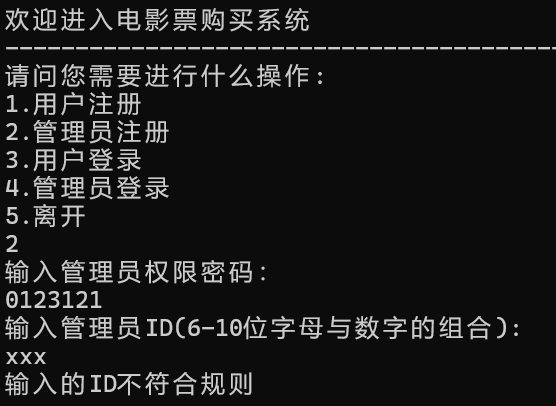 欢迎进入电影票购买系统
----------------------------------------
请问您需要进行什么操作:
1.用户注册
2.管理员注册
3.用户登录
4.管理员登录
5.离开
2
输入管理员权限密码:
0123121
输入管理员ID(6-10位字母与数字的组合):
xxx
输入的ID不符合规则